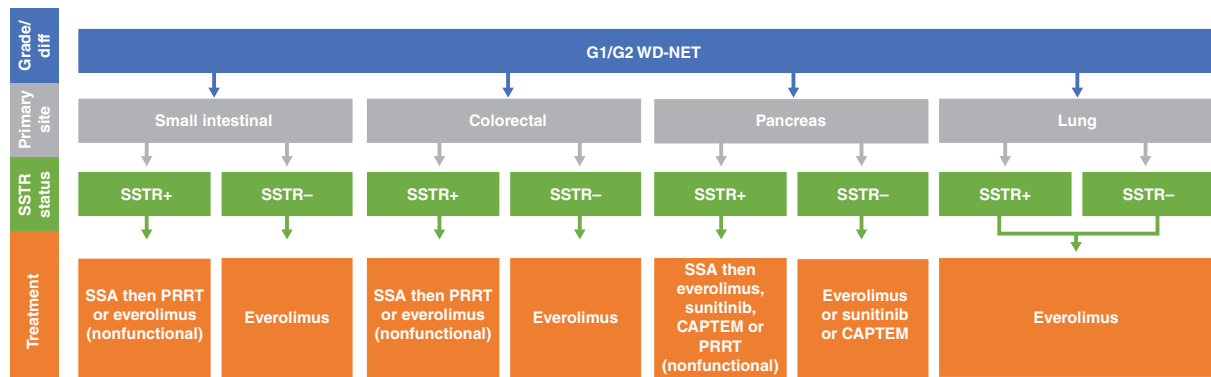 Grade/
diff
G1/G2 WD-NET
Primary
site
Small intestinal
Colorectal
Pancreas
Lung
SSTR
status
SSTR+
SSTR–
SSTR+
SSTR–
SSTR+
SSTR–
SSTR+
SSTR–
Treatment
SSA then PRRT
or everolimus
(nonfunctional)
Everolimus
SSA then PRRT
or everolimus
(nonfunctional)
Everolimus
SSA then
everolimus,
sunitinib,
CAPTEM or
PRRT
(nonfunctional)
Everolimus
or sunitinib
or CAPTEM
Everolimus